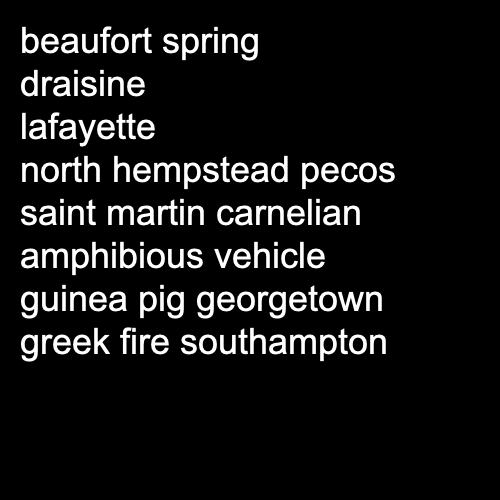 beaufort spring
draisine
lafayette
north hempstead pecos
saint martin carnelian
amphibious vehicle
guinea pig georgetown
greek fire southampton